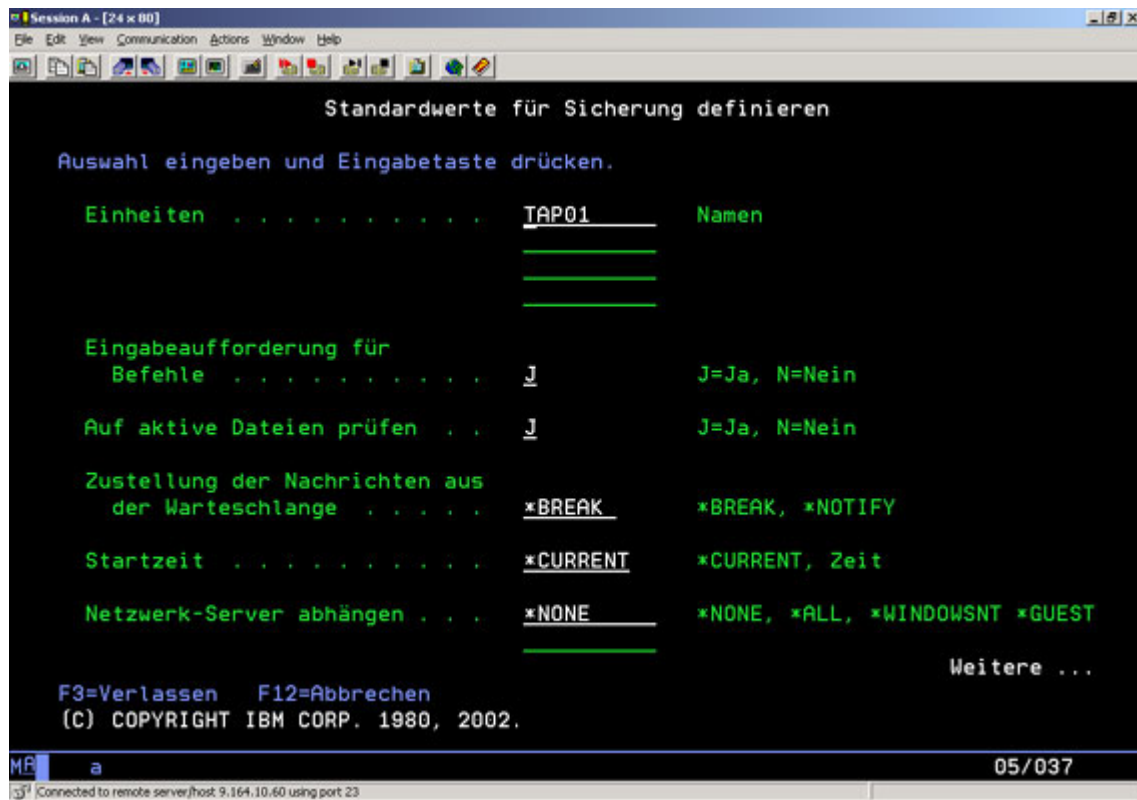 Session A - [24 x 80]
File Edit View Communication Actions Window Help
Standardwerte für Sicherung definieren
Auswahl eingeben und Eingabetaste drücken.
Einheiten . . . . . . . . . . TAP01 Namen
Eingabeaufforderung für
Befehle . . . . . . . . . . J J=Ja, N=Nein
Auf aktive Dateien prüfen . . J J=Ja, N=Nein
Zustellung der Nachrichten aus
der Warteschlange . . . . . *BREAK *BREAK, *NOTIFY
Startzeit . . . . . . . . . . *CURRENT *CURRENT, Zeit
Netzwerk-Server abhängen . . . *NONE *NONE, *ALL, *WINDOWSNT *GUEST
Weitere ...
F3=Verlassen F12=Abbrechen
(C) COPYRIGHT IBM CORP. 1980, 2002.
MA a 05/037
Connected to remote server/host 9.164.10.60 using port 23